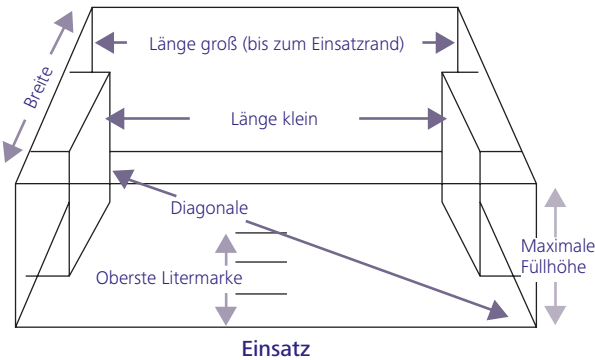 Länge groß (bis zum Einsatzrand)
Breite
Länge klein
Diagonale
Maximale
Füllhöhe
Oberste Litermarke
Einsatz